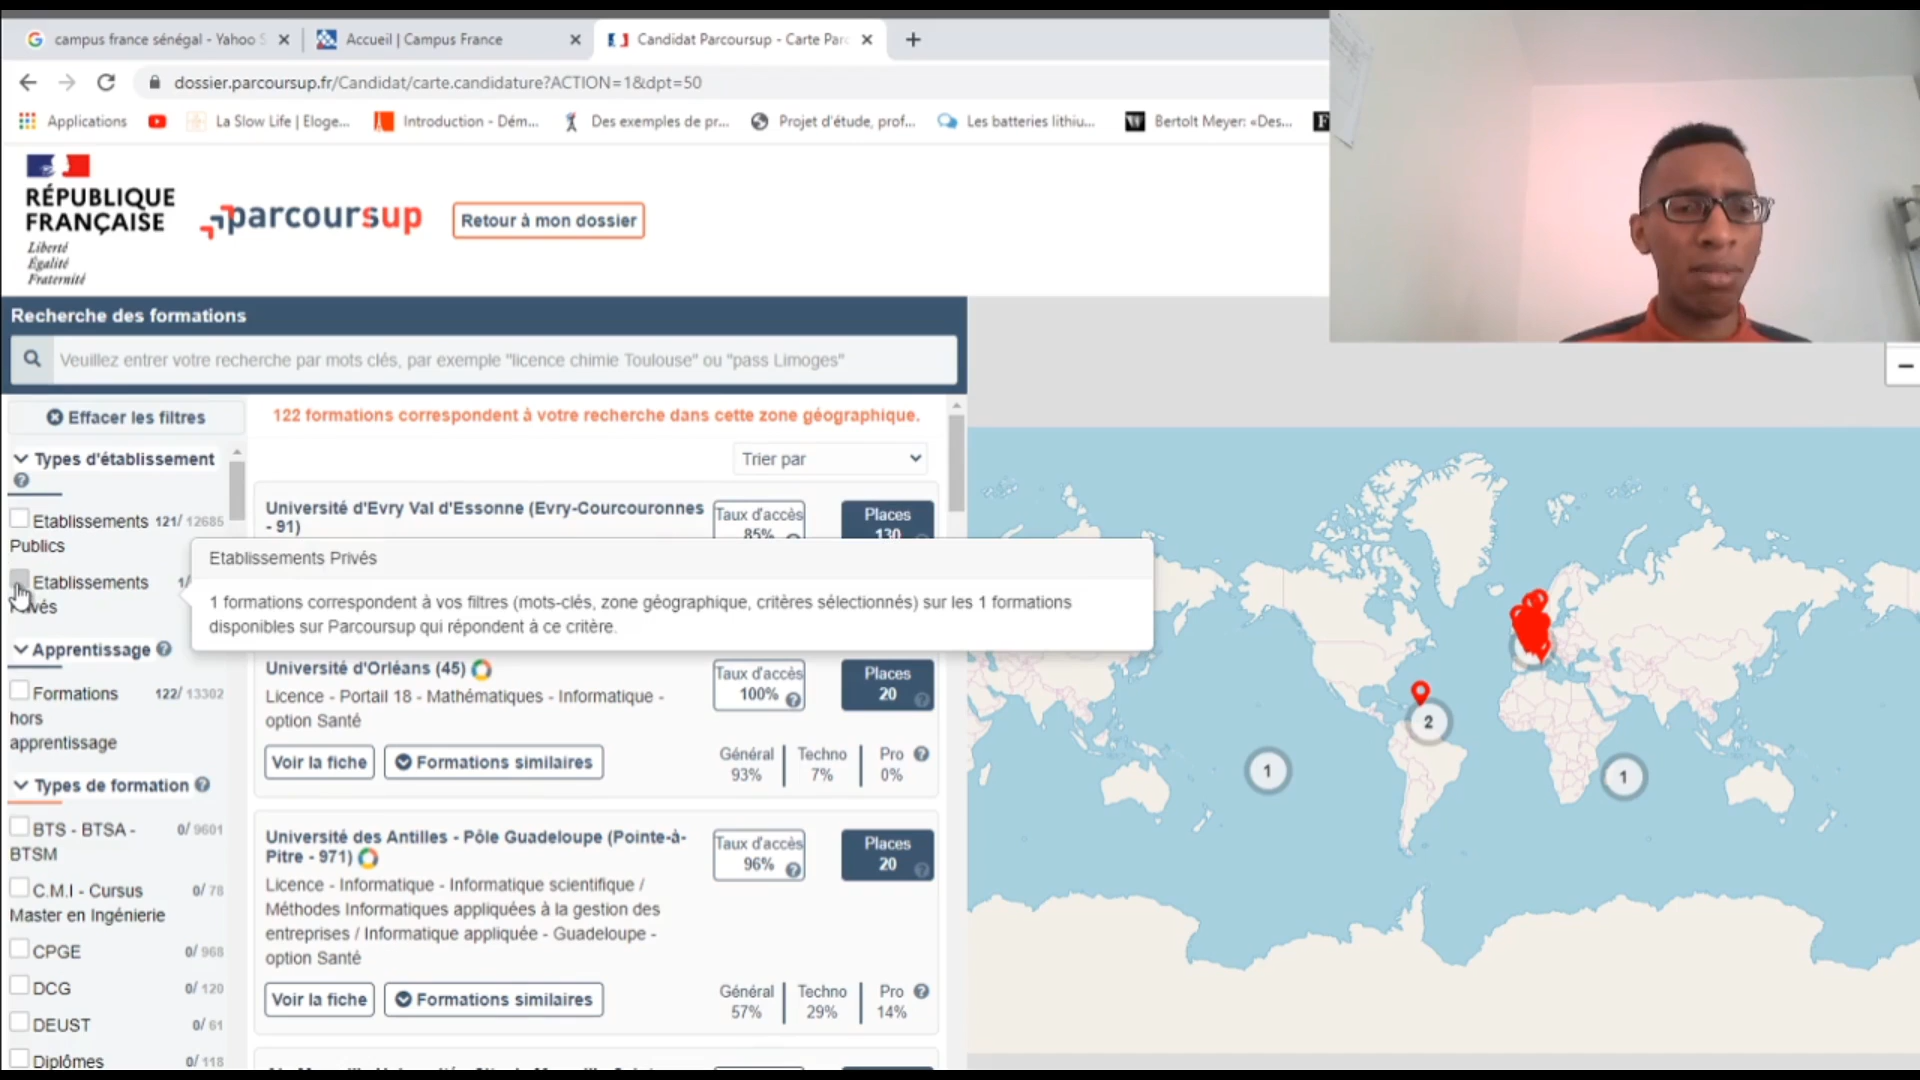 campus france sénégal - Yahoo S
Accueil | Campus France
Candidat Parcoursup - Carte Parc
dossier.parcoursup.fr/Candidat/carte.candidature?ACTION=1&dpt=50
Applications
La Slow Life | Eloge...
Introduction - Dém...
Des exemples de pr...
Projet d'étude, prof...
Les batteries lithiu...
Bertolt Meyer: «Des...
RÉPUBLIQUE
FRANÇAISE
Liberté
Égalité
Fraternité
parcoursup
Retour à mon dossier
Recherche des formations
Veuillez entrer votre recherche par mots clés, par exemple "licence chimie Toulouse" ou "pass Limoges"
Effacer les filtres
122 formations correspondent à votre recherche dans cette zone géographique.
Trier par
Types d'établissement
Etablissements 121/ 12685
Publics
Etablissements 1/
Apprentissage
Formations 122/ 13302
hors
apprentissage
Types de formation
BTS - BTSA - 0/ 9601
BTSM
C.M.I - Cursus 0/ 78
Master en Ingénierie
CPGE 0/ 968
DCG 0/ 120
DEUST 0/ 61
Diplômes 0/ 118
Université d'Evry Val d'Essonne (Evry-Courcouronnes
- 91)
Taux d'accès
85%
Places
130
Etablissements Privés
1 formations correspondent à vos filtres (mots-clés, zone géographique, critères sélectionnés) sur les 1 formations
disponibles sur Parcoursup qui répondent à ce critère.
Université d'Orléans (45)
Licence - Portail 18 - Mathématiques - Informatique -
option Santé
Taux d'accès
100%
Places
20
Voir la fiche
Formations similaires
Général
93%
Techno
7%
Pro
0%
Université des Antilles - Pôle Guadeloupe (Pointe-à-
Pitre - 971)
Licence - Informatique - Informatique scientifique /
Méthodes Informatiques appliquées à la gestion des
entreprises / Informatique appliquée - Guadeloupe -
option Santé
Taux d'accès
96%
Places
20
Voir la fiche
Formations similaires
Général
57%
Techno
29%
Pro
14%
2
1
1